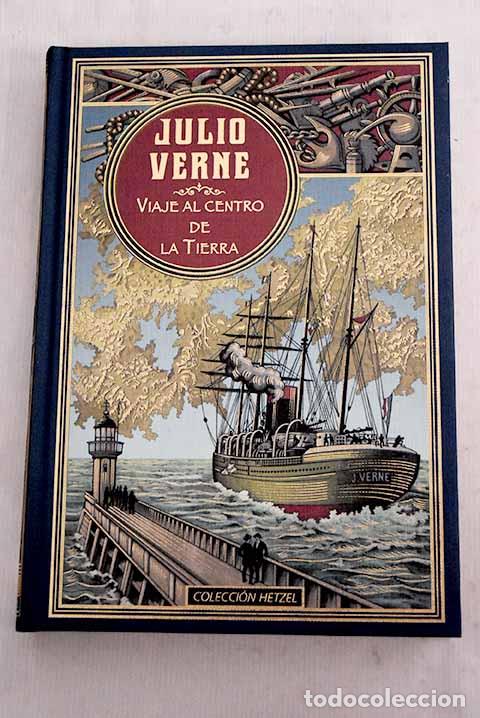 JULIO
VERNE
VIAJE AL CENTRO
DE
LA TIERRA
J. VERNE
COLECCIÓN HETZEL
todocoleccion